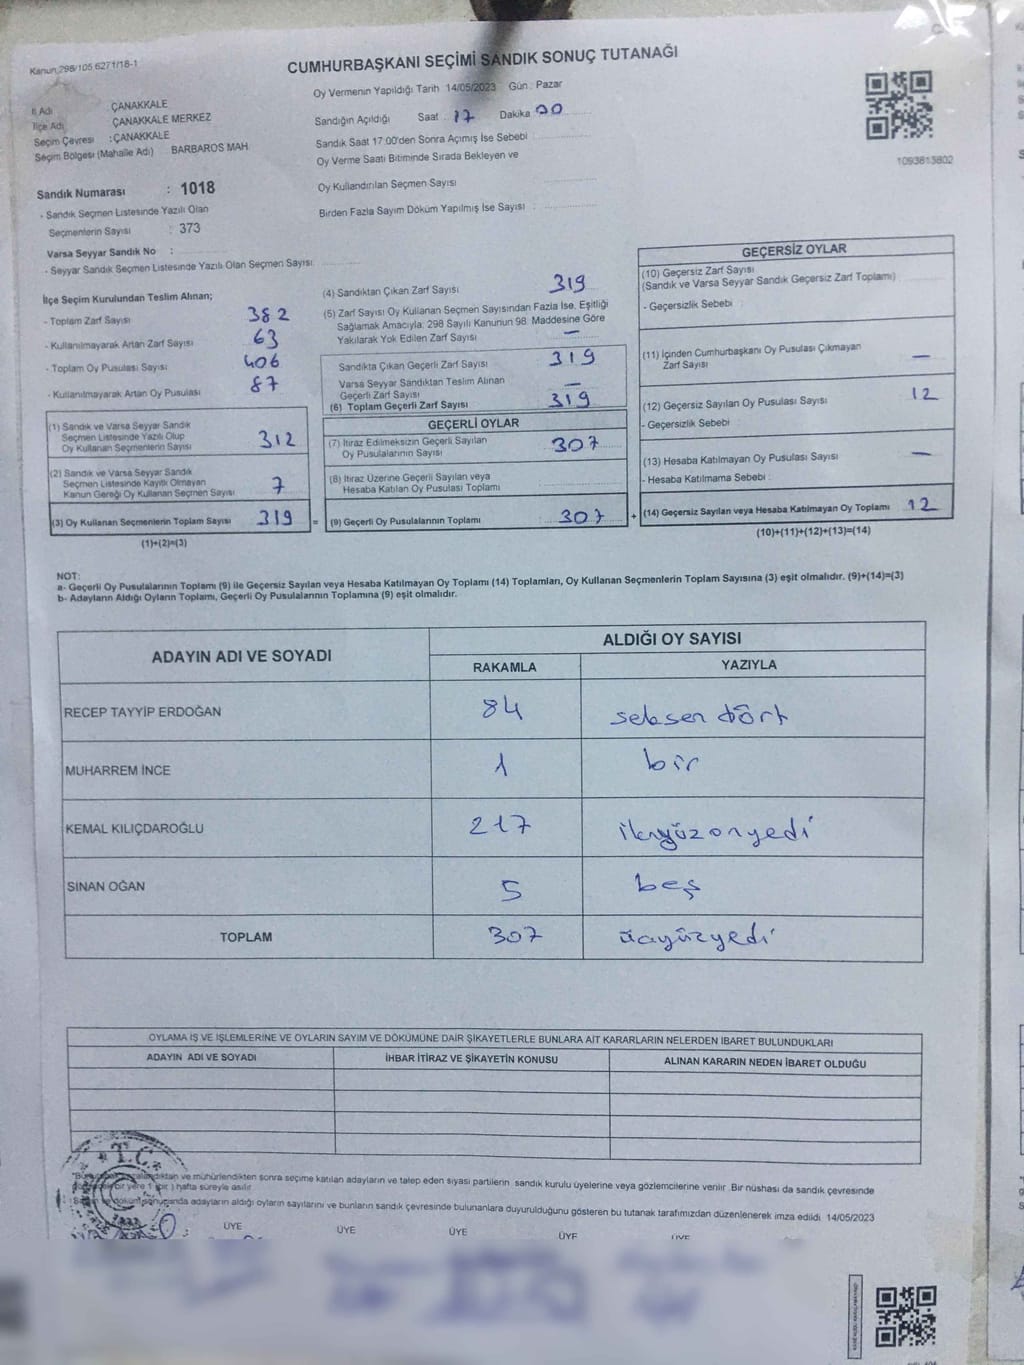 Kanun 298/105 6271/18-1
CUMHURBAŞKANI SEÇİMİ SANDIK SONUÇ TUTANAĞI
İl Adı ÇANAKKALE
İlçe Adı ÇANAKKALE MERKEZ
Seçim Çevresi : ÇANAKKALE
Seçim Bölgesi (Mahalle Adı) BARBAROS MAH.
Oy Vermenin Yapıldığı Tarih 14/05/2023 Gün : Pazar
Sandığın Açıldığı Saat 17 Dakika 00
Sandık Saat 17:00'den Sonra Açımış İse Sebebi
Oy Verme Saati Bitiminde Sırada Bekleyen ve
Oy Kullandırılan Seçmen Sayısı
Birden Fazla Sayım Döküm Yapılmış İse Sayısı :
1093813802
Sandık Numarası : 1018
- Sandık Seçmen Listesinde Yazılı Olan
Seçmenlerin Sayısı : 373
Varsa Seyyar Sandık No :
- Seyyar Sandık Seçmen Listesinde Yazılı Olan Seçmen Sayısı
İlçe Seçim Kurulundan Teslim Alınan;
- Toplam Zarf Sayısı 382
- Kullanılmayarak Artan Zarf Sayısı 63
- Toplam Oy Pusulası Sayısı 406
- Kullanılmayarak Artan Oy Pusulası 87
(1) Sandık ve Varsa Seyyar Sandık
Seçmen Listesinde Yazılı Olup
Oy Kullanan Seçmenlerin Sayısı 312
(2) Sandık ve Varsa Seyyar Sandık
Seçmen Listesinde Kayıtlı Olmayan
Kanun Gereği Oy Kullanan Seçmen Sayısı 7
(3) Oy Kullanan Seçmenlerin Toplam Sayısı 319 =
(1)+(2)=(3)
(4) Sandıktan Çıkan Zarf Sayısı 319
(5) Zarf Sayısı Oy Kullanan Seçmen Sayısından Fazla İse, Eşitliği
Sağlamak Amacıyla; 298 Sayılı Kanunun 98. Maddesine Göre
Yakılarak Yok Edilen Zarf Sayısı —
Sandıkta Çıkan Geçerli Zarf Sayısı 319
Varsa Seyyar Sandıktan Teslim Alınan
Geçerli Zarf Sayısı —
(6) Toplam Geçerli Zarf Sayısı 319
GEÇERLİ OYLAR
(7) İtiraz Edilmeksizin Geçerli Sayılan
Oy Pusulalarının Sayısı 307
(8) İtiraz Üzerine Geçerli Sayılan veya
Hesaba Katılan Oy Pusulası Toplamı
(9) Geçerli Oy Pusulalarının Toplamı 307 +
GEÇERSİZ OYLAR
(10) Geçersiz Zarf Sayısı
(Sandık ve Varsa Seyyar Sandık Geçersiz Zarf Toplamı)
- Geçersizlik Sebebi :
(11) İçinden Cumhurbaşkanı Oy Pusulası Çıkmayan
Zarf Sayısı —
(12) Geçersiz Sayılan Oy Pusulası Sayısı 12
- Geçersizlik Sebebi
(13) Hesaba Katılmayan Oy Pusulası Sayısı —
- Hesaba Katılmama Sebebi :
(14) Geçersiz Sayılan veya Hesaba Katılmayan Oy Toplamı 12
(10)+(11)+(12)+(13)=(14)
NOT:
a- Geçerli Oy Pusulalarının Toplamı (9) ile Geçersiz Sayılan veya Hesaba Katılmayan Oy Toplamı (14) Toplamları, Oy Kullanan Seçmenlerin Toplam Sayısına (3) eşit olmalıdır. (9)+(14)=(3)
b- Adayların Aldığı Oyların Toplamı, Geçerli Oy Pusulalarının Toplamına (9) eşit olmalıdır.
ADAYIN ADI VE SOYADI ALDIĞI OY SAYISI
RAKAMLA YAZIYLA
RECEP TAYYİP ERDOĞAN 84 seksen dört
MUHARREM İNCE 1 bir
KEMAL KILIÇDAROĞLU 217 ikiyüzonyedi
SİNAN OĞAN 5 beş
TOPLAM 307 üçyüzyedi
OYLAMA İŞ VE İŞLEMLERİNE VE OYLARIN SAYIM VE DÖKÜMÜNE DAİR ŞİKAYETLERLE BUNLARA AİT KARARLARIN NELERDEN İBARET BULUNDUKLARI
ADAYIN ADI VE SOYADI İHBAR İTİRAZ VE ŞİKAYETİN KONUSU ALINAN KARARIN NEDEN İBARET OLDUĞU
T.C.
ve mühürlendikten sonra seçime katılan adayların ve talep eden siyasi partilerin sandık kurulu üyelerine veya gözlemcilerine verilir. Bir nüshası da sandık çevresinde
bir yere 1 (bir) hafta süreyle asılır.
adayların aldığı oyların sayılarını ve bunların sandık çevresinde bulunanlara duyurulduğunu gösteren bu tutanak tarafımızdan düzenlenerek imza edildi 14/05/2023
ÜYE ÜYE ÜYE ÜYE ÜYE